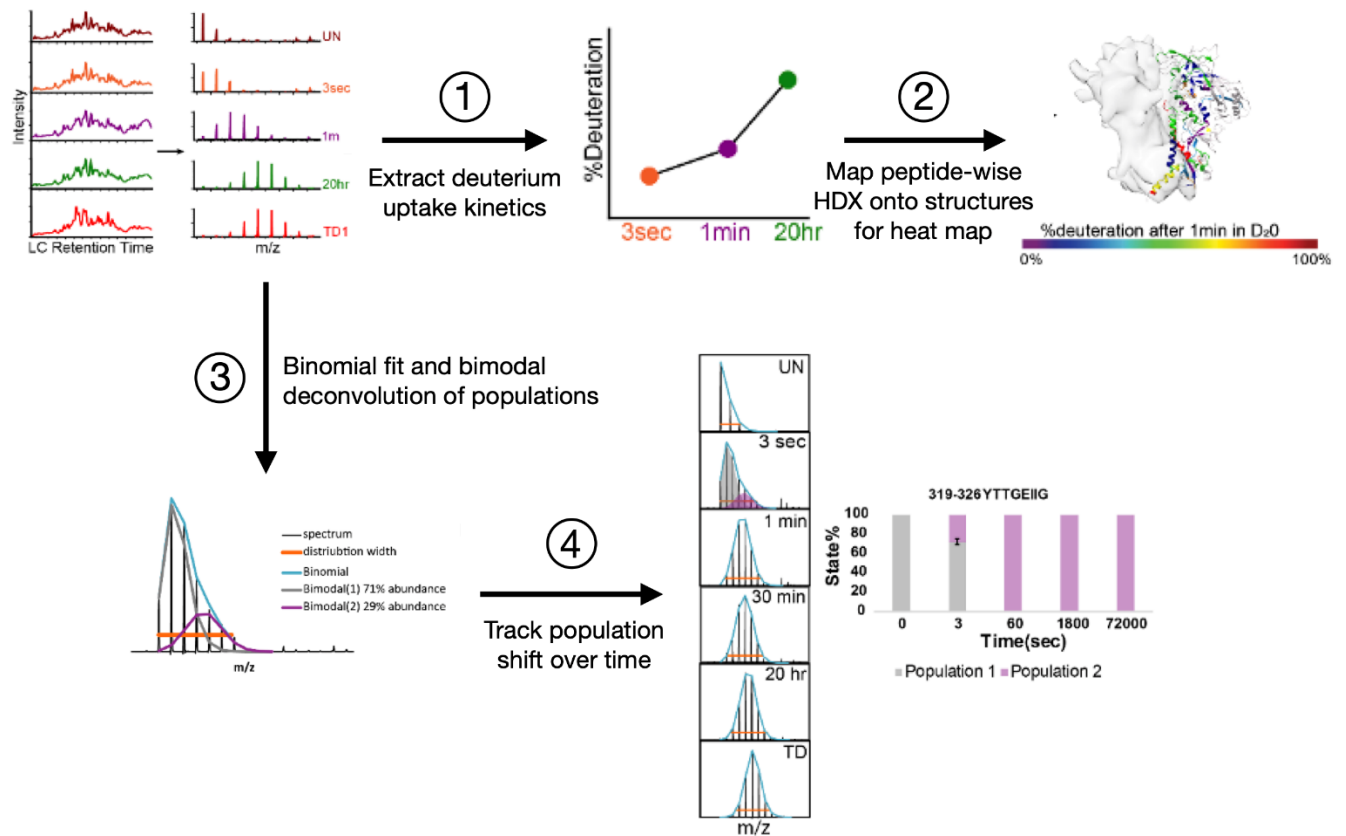 Intensity
UN
3sec
1m
20hr
TD1
LC Retention Time
m/z
1
Extract deuterium
uptake kinetics
%Deuteration
3sec
1min
20hr
2
Map peptide-wise
HDX onto structures
for heat map
%deuteration after 1min in D₂0
0%
100%
3
Binomial fit and bimodal
deconvolution of populations
spectrum
distriubtion width
Binomial
Bimodal(1) 71% abundance
Bimodal(2) 29% abundance
m/z
4
Track population
shift over time
UN
3 sec
1 min
30 min
20 hr
TD
m/z
319-326YTTGEIIG
State%
100
80
60
40
20
0
0 3 60 1800 72000
Time(sec)
Population 1 Population 2